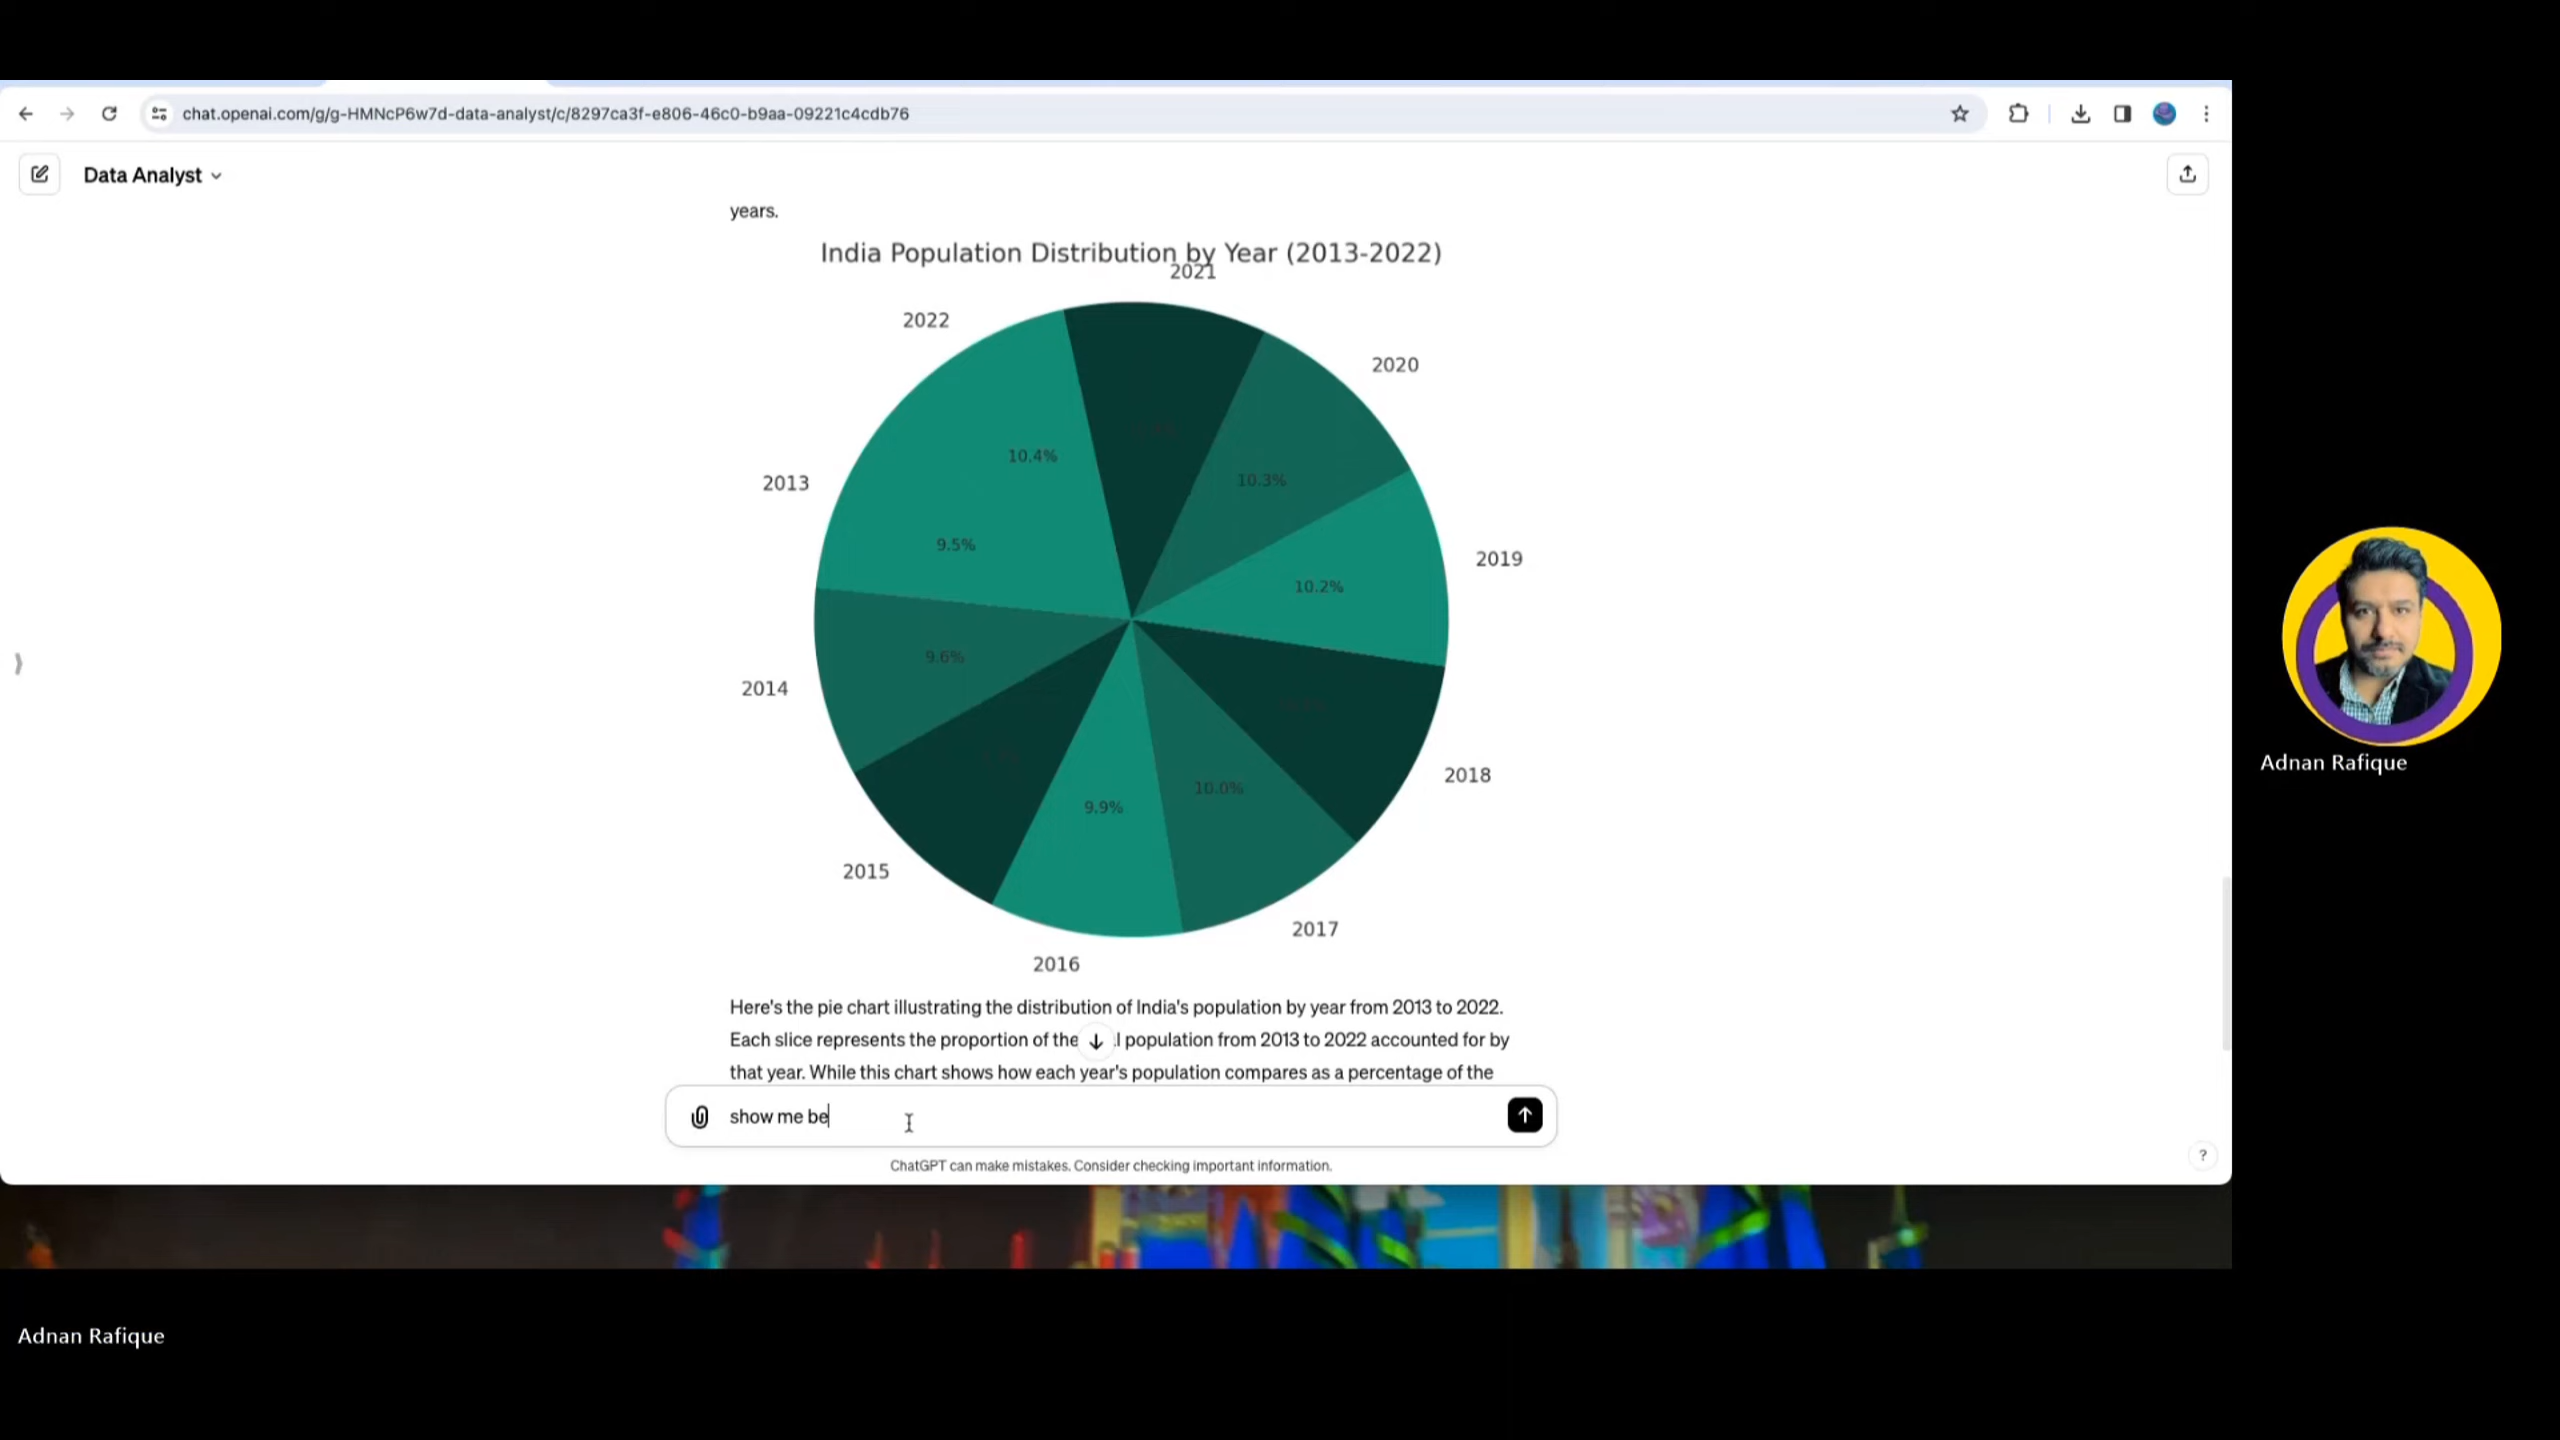 chat.openai.com/g/g-HMNcP6w7d-data-analyst/c/8297ca3f-e806-46c0-b9aa-09221c4cdb76
Data Analyst
years.
India Population Distribution by Year (2013-2022)
2021
2022
2020
10.4%
10.3%
2013
9.5%
2019
10.2%
9.6%
2014
2018
10.0%
9.9%
2015
2017
2016
Here's the pie chart illustrating the distribution of India's population by year from 2013 to 2022.
Each slice represents the proportion of the l population from 2013 to 2022 accounted for by
that year. While this chart shows how each year's population compares as a percentage of the
show me be
ChatGPT can make mistakes. Consider checking important information.
?
Adnan Rafique
Adnan Rafique